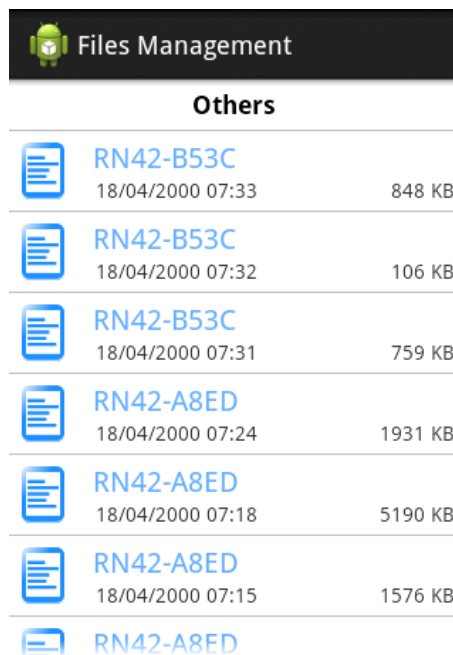 Files Management
Others
RN42-B53C
18/04/2000 07:33 848 KB
RN42-B53C
18/04/2000 07:32 106 KB
RN42-B53C
18/04/2000 07:31 759 KB
RN42-A8ED
18/04/2000 07:24 1931 KB
RN42-A8ED
18/04/2000 07:18 5190 KB
RN42-A8ED
18/04/2000 07:15 1576 KB
RN42-A8ED